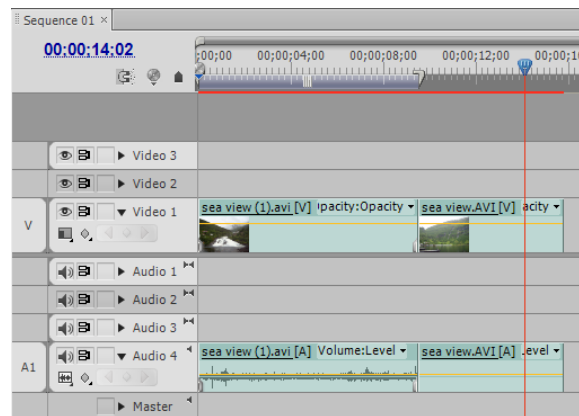 Sequence 01 ×
00;00;14;02
;00;00 00;00;04;00 00;00;08;00 00;00;12;00 00;00;1
Video 3
Video 2
V
Video 1
sea view (1).avi [V] pacity:Opacity
sea view.AVI [V] acity
Audio 1
Audio 2
Audio 3
A1
Audio 4
sea view (1).avi [A] Volume:Level
sea view.AVI [A] .evel
Master